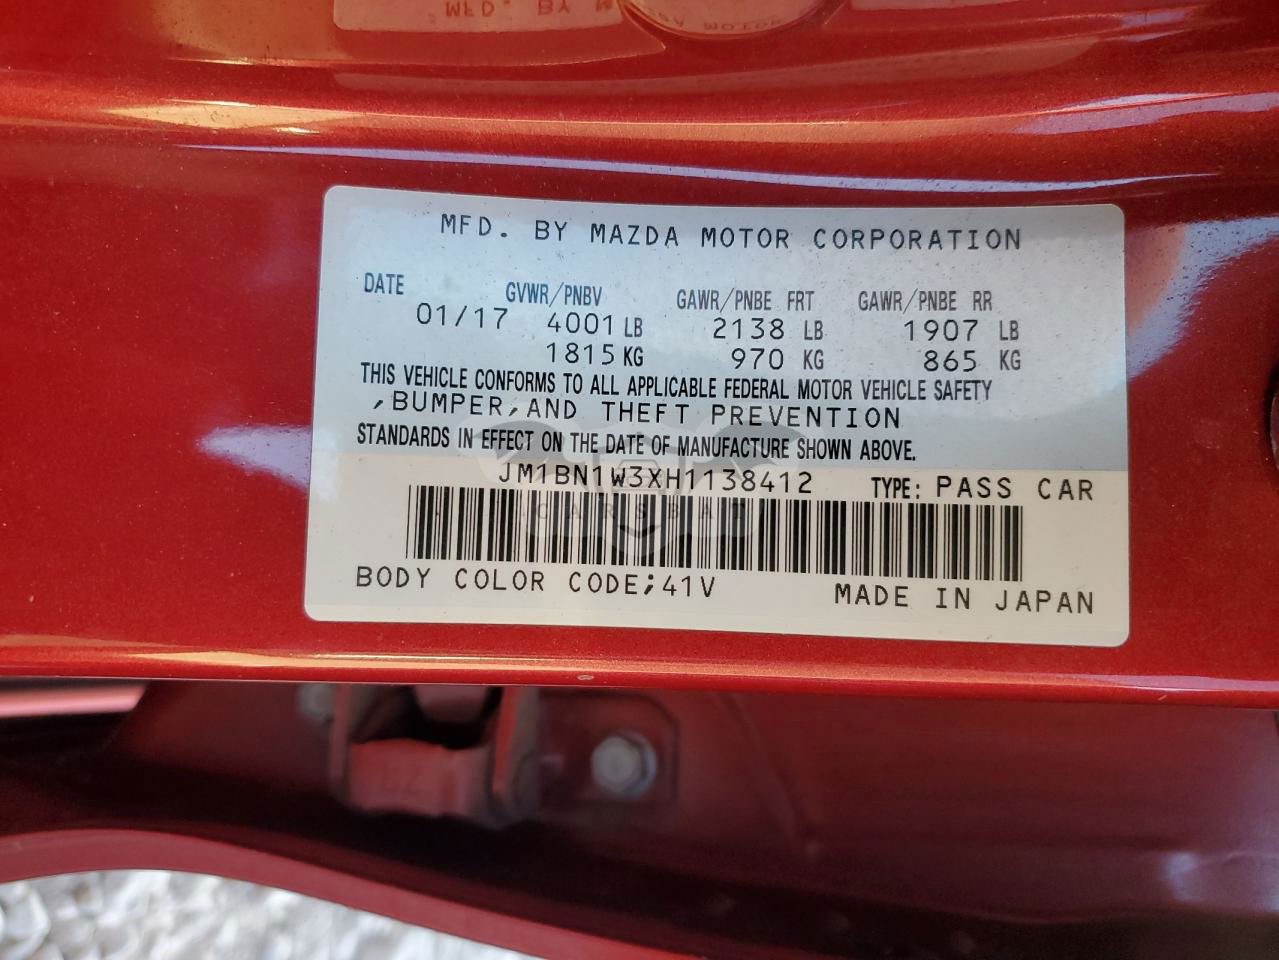 MFD. BY MAZDA MOTOR CORPORATION
DATE GVWR/PNBV GAWR/PNBE FRT GAWR/PNBE RR
01/17 4001 LB 2138 LB 1907 LB
1815 KG 970 KG 865 KG
THIS VEHICLE CONFORMS TO ALL APPLICABLE FEDERAL MOTOR VEHICLE SAFETY
,BUMPER,AND THEFT PREVENTION
STANDARDS IN EFFECT ON THE DATE OF MANUFACTURE SHOWN ABOVE.
JM1BN1W3XH1138412 TYPE: PASS CAR
CARSBAT
BODY COLOR CODE;41V MADE IN JAPAN